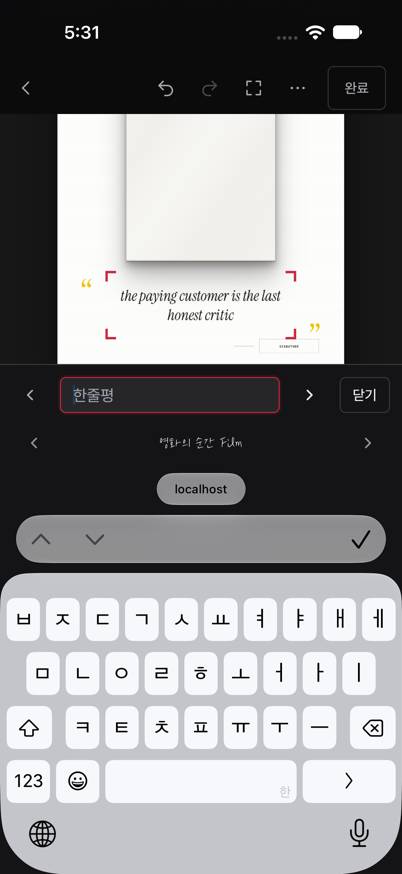 5:31
완료
“
the paying customer is the last
honest critic
”
한줄평
닫기
영화의 순간 Film
localhost
ㅂ ㅈ ㄷ ㄱ ㅅ ㅛ ㅕ ㅑ ㅐ ㅔ
ㅁ ㄴ ㅇ ㄹ ㅎ ㅗ ㅓ ㅏ ㅣ
ㅋ ㅌ ㅊ ㅍ ㅠ ㅜ ㅡ
123
한